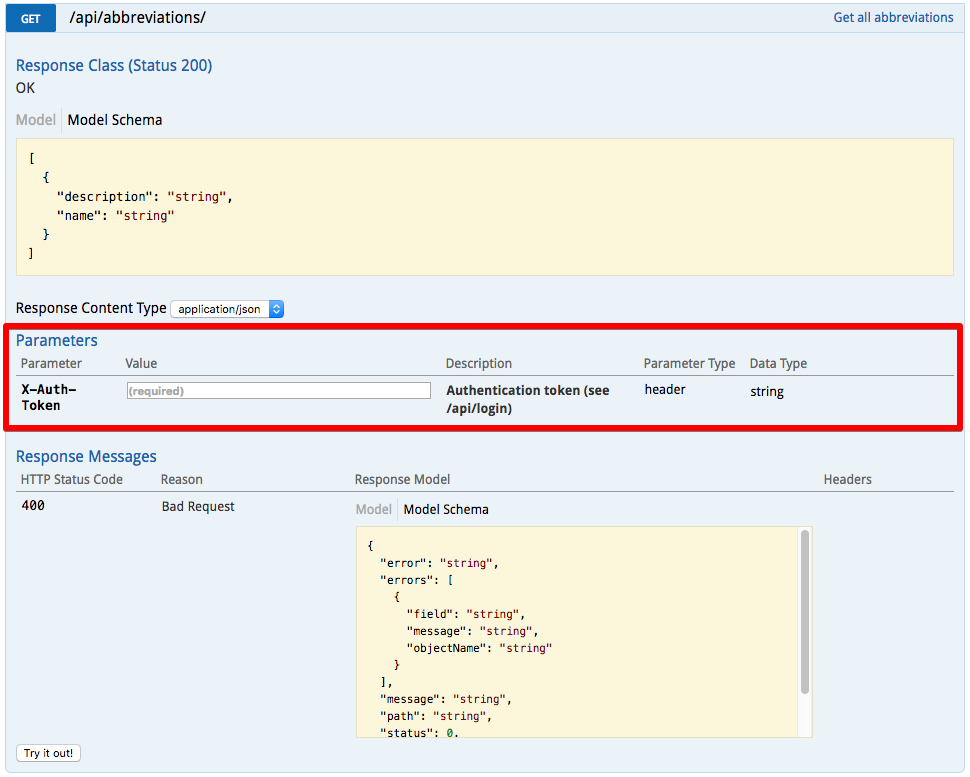 GET /api/abbreviations/ Get all abbreviations
Response Class (Status 200)
OK
Model Model Schema
[
  {
    "description": "string",
    "name": "string"
  }
]
Response Content Type application/json
Parameters
Parameter Value Description Parameter Type Data Type
X-Auth- (required) Authentication token (see header string
Token /api/login)
Response Messages
HTTP Status Code Reason Response Model Headers
400 Bad Request Model Model Schema
{
  "error": "string",
  "errors": [
    {
      "field": "string",
      "message": "string",
      "objectName": "string"
    }
  ],
  "message": "string",
  "path": "string",
  "status": 0,
Try it out!